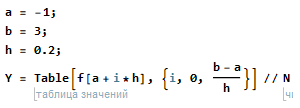 a = -1;
b = 3;
h = 0.2;
Y = Table[f[a + i * h], {i, 0, (b - a)/h}] // N
таблица значений